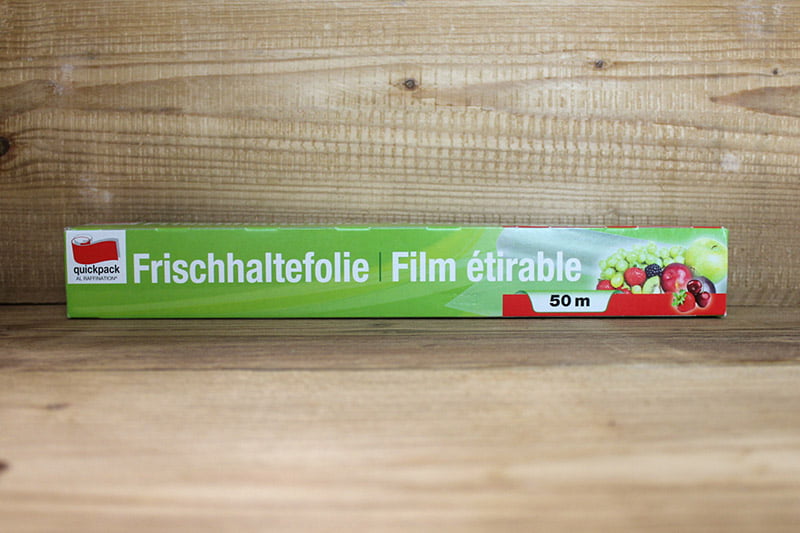 quickpack
AL RAFFINATION®
Frischhaltefolie | Film étirable
50 m